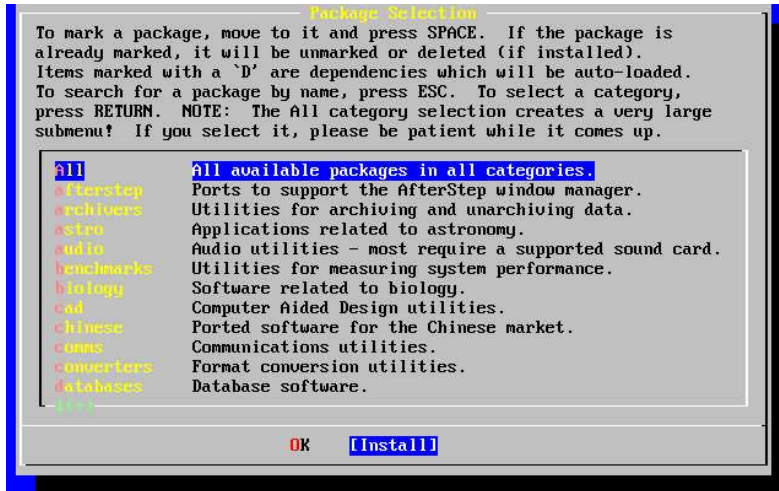 Package Selection
To mark a package, move to it and press SPACE.  If the package is
already marked, it will be unmarked or deleted (if installed).
Items marked with a `D' are dependencies which will be auto-loaded.
To search for a package by name, press ESC.  To select a category,
press RETURN.  NOTE:  The All category selection creates a very large
submenu!  If you select it, please be patient while it comes up.
All All available packages in all categories.
afterstep Ports to support the AfterStep window manager.
archivers Utilities for archiving and unarchiving data.
astro Applications related to astronomy.
audio Audio utilities - most require a supported sound card.
benchmarks Utilities for measuring system performance.
biology Software related to biology.
cad Computer Aided Design utilities.
chinese Ported software for the Chinese market.
comms Communications utilities.
converters Format conversion utilities.
databases Database software.
OK [Install]